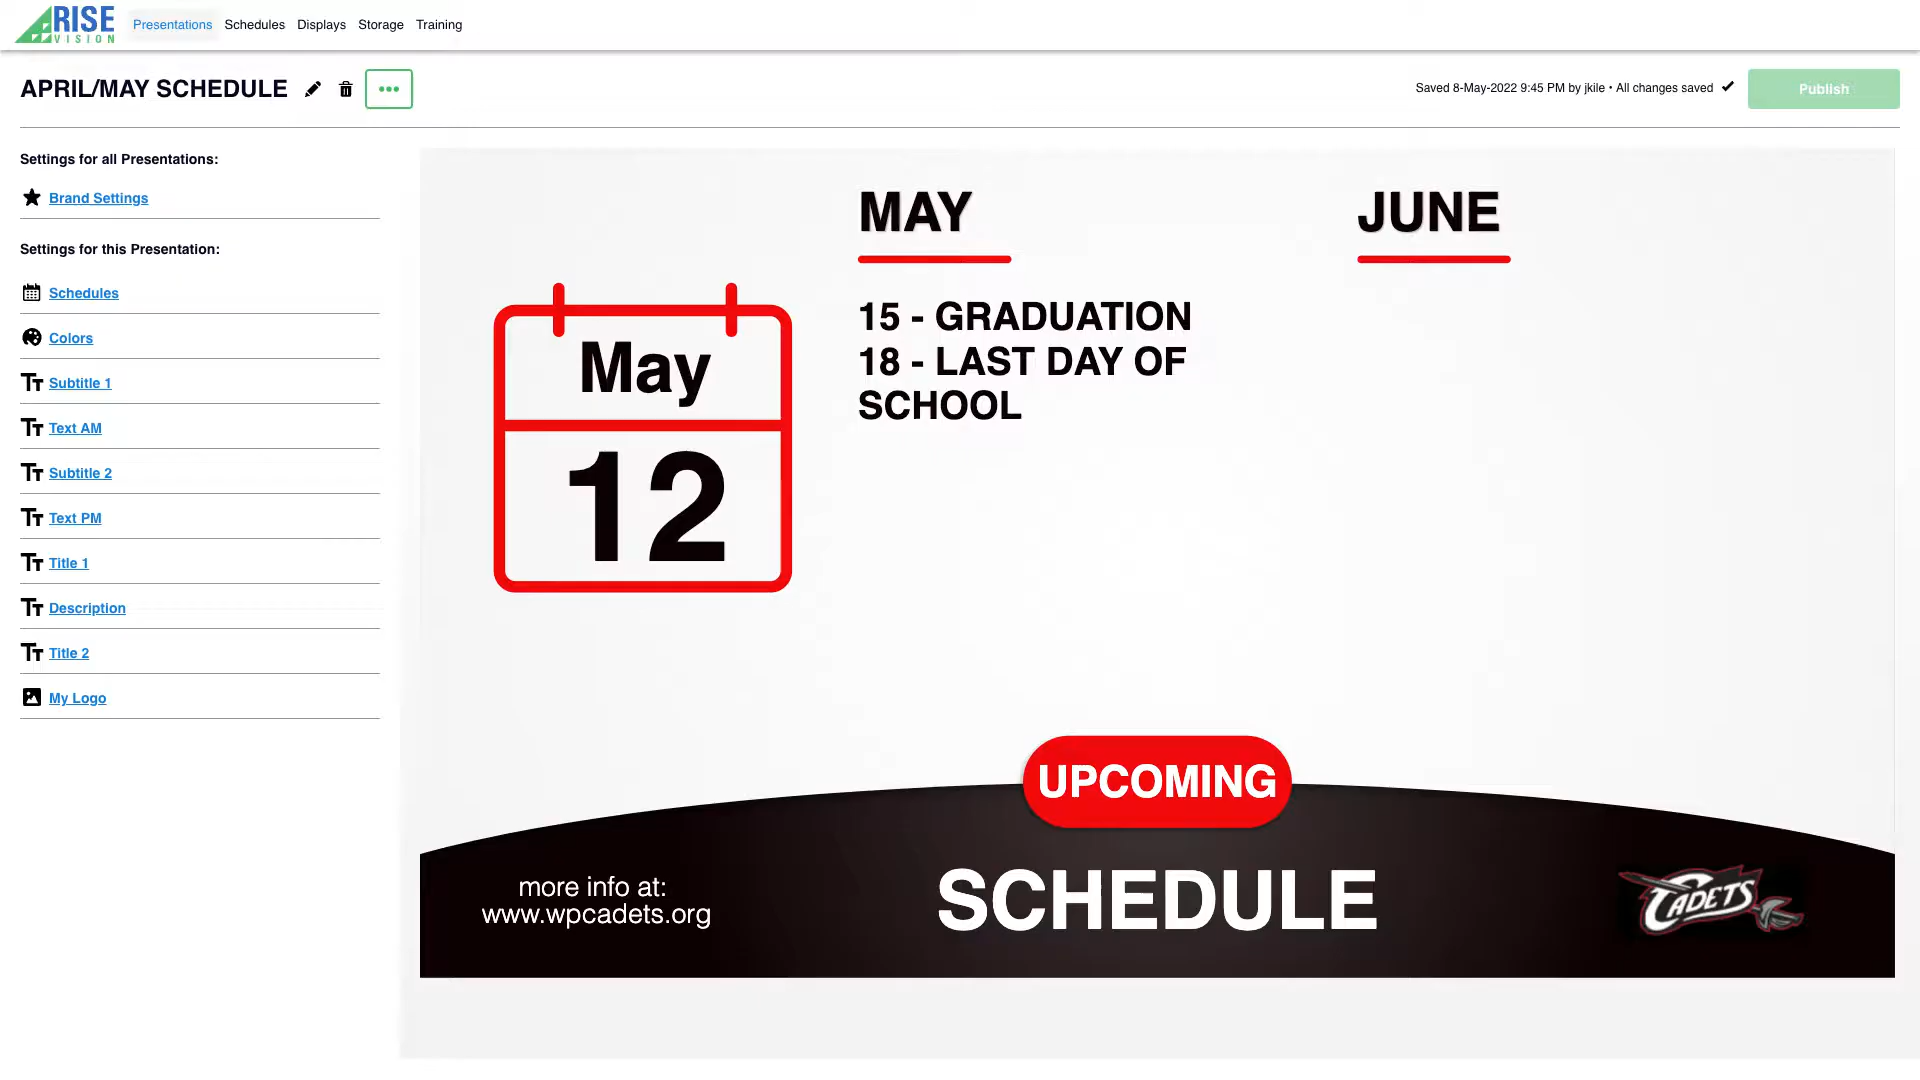 RISE
VISION
Presentations Schedules Displays Storage Training
APRIL/MAY SCHEDULE
Saved 8-May-2022 9:45 PM by jkile • All changes saved
Publish
Settings for all Presentations:
Brand Settings
Settings for this Presentation:
Schedules
Colors
Subtitle 1
Text AM
Subtitle 2
Text PM
Title 1
Description
Title 2
My Logo
May
12
MAY
15 - GRADUATION
18 - LAST DAY OF
SCHOOL
JUNE
UPCOMING
SCHEDULE
more info at:
www.wpcadets.org
CADETS